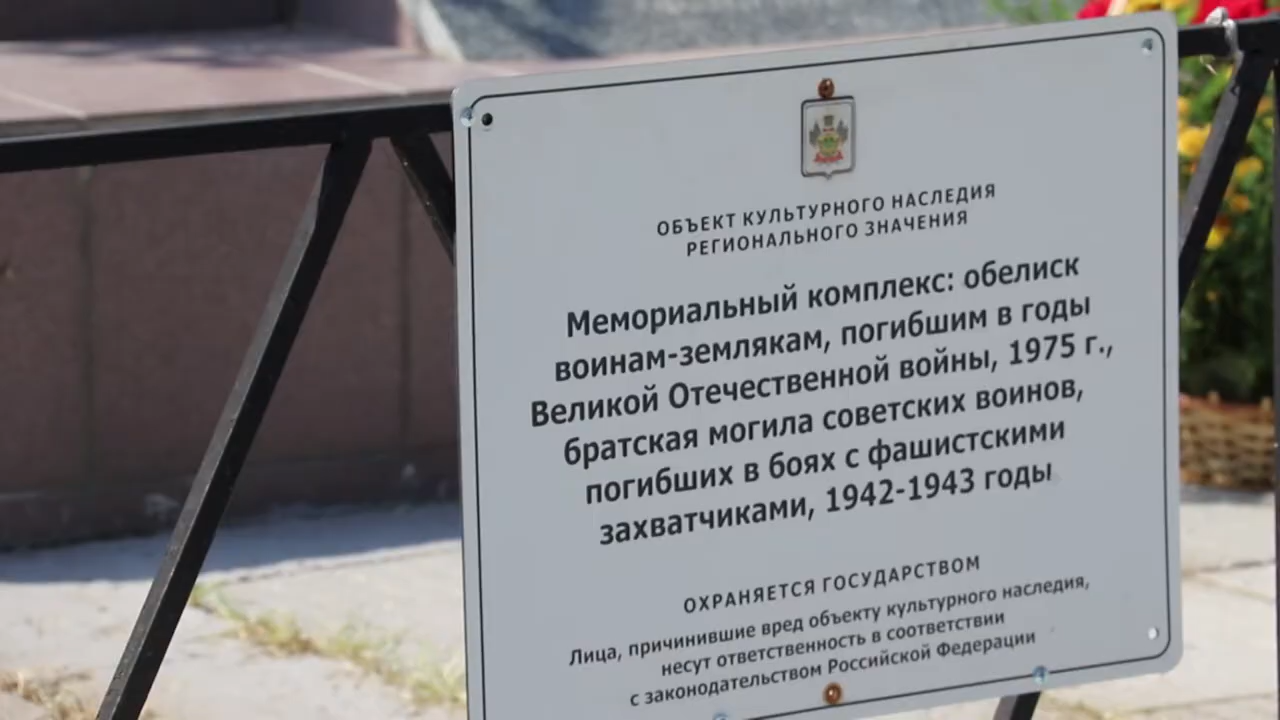 ОБЪЕКТ КУЛЬТУРНОГО НАСЛЕДИЯ
РЕГИОНАЛЬНОГО ЗНАЧЕНИЯ
Мемориальный комплекс: обелиск
воинам-землякам, погибшим в годы
Великой Отечественной войны, 1975 г.,
братская могила советских воинов,
погибших в боях с фашистскими
захватчиками, 1942-1943 годы
ОХРАНЯЕТСЯ ГОСУДАРСТВОМ
Лица, причинившие вред объекту культурного наследия,
несут ответственность в соответствии
с законодательством Российской Федерации